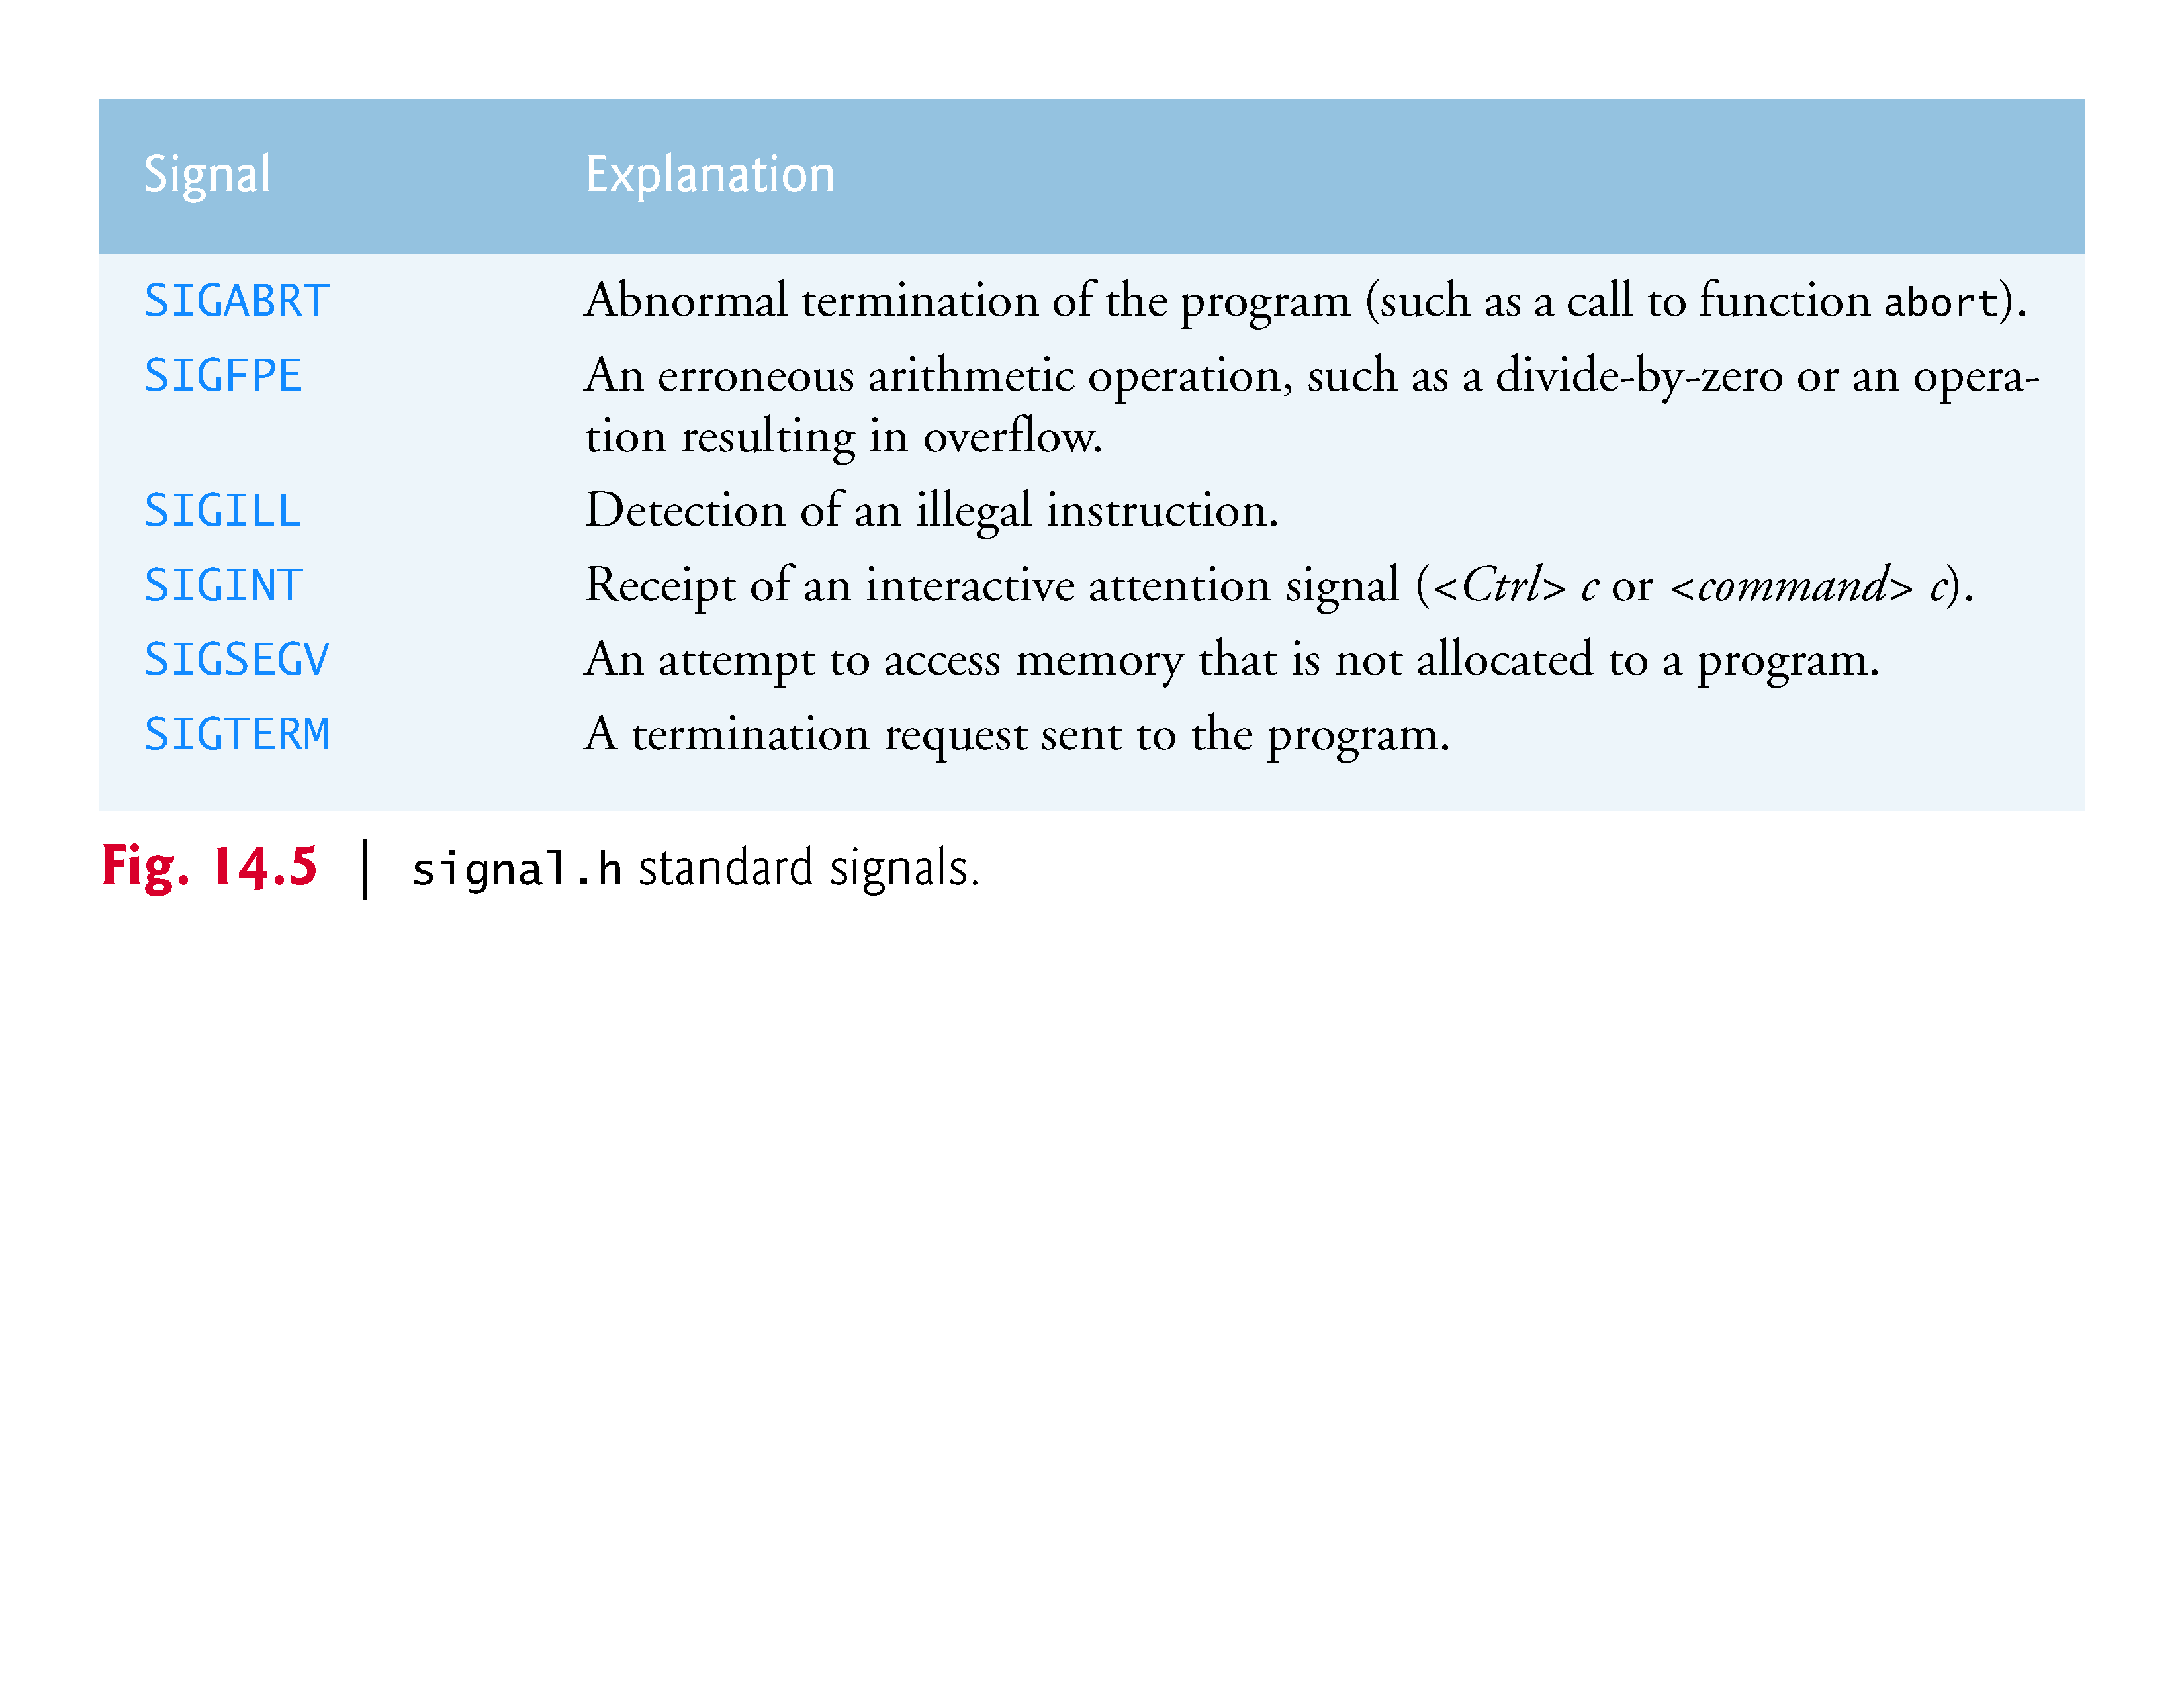 Signal Explanation
SIGABRT Abnormal termination of the program (such as a call to function abort).
SIGFPE An erroneous arithmetic operation, such as a divide-by-zero or an opera-
tion resulting in overflow.
SIGILL Detection of an illegal instruction.
SIGINT Receipt of an interactive attention signal (<Ctrl> c or <command> c).
SIGSEGV An attempt to access memory that is not allocated to a program.
SIGTERM A termination request sent to the program.
Fig. 14.5 | signal.h standard signals.